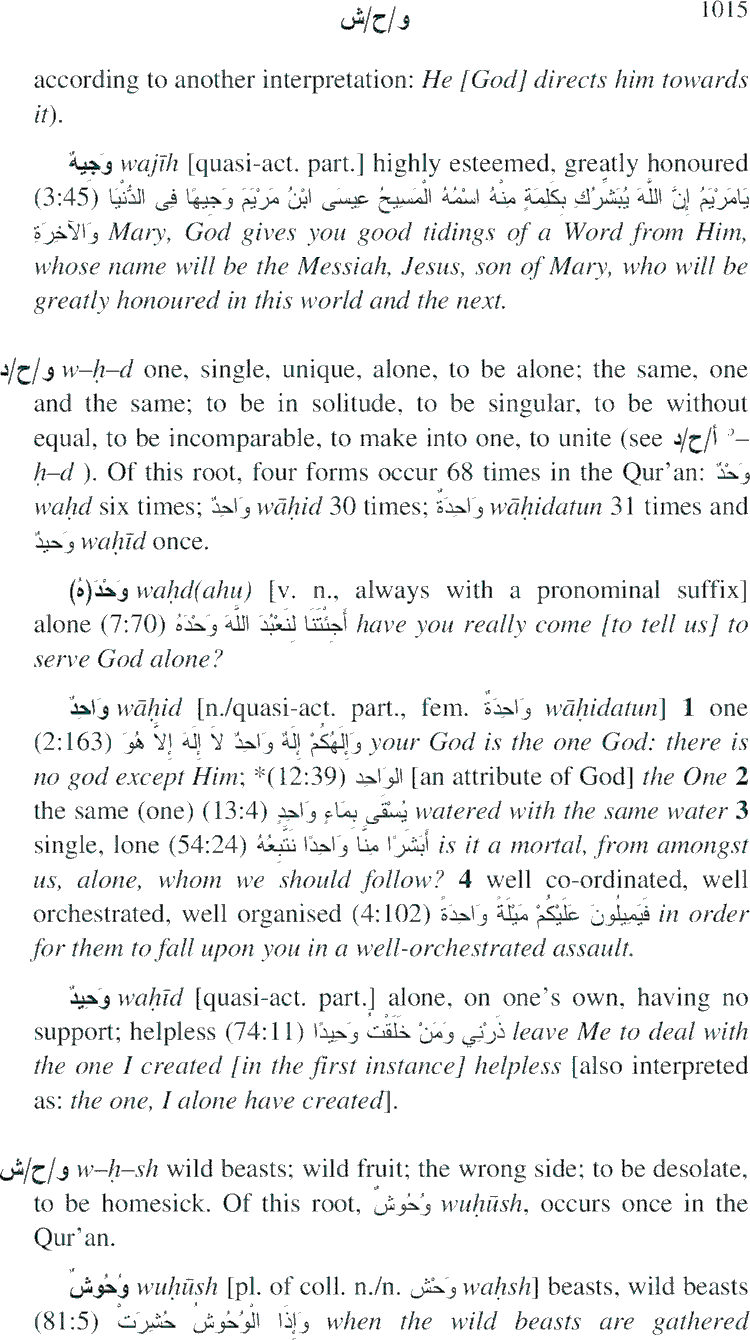 و/ح/ش 1015
according to another interpretation: He [God] directs him towards
it).
وَجِيهٌ wajīh [quasi-act. part.] highly esteemed, greatly honoured
(3:45) يَامَرْيَمُ إِنَّ اللَّهَ يُبَشِّرُكِ بِكَلِمَةٍ مِنْهُ اسْمُهُ الْمَسِيحُ عِيسَى ابْنُ مَرْيَمَ وَجِيهًا فِى الدُّنْيَا
وَالآخِرَةِ Mary, God gives you good tidings of a Word from Him,
whose name will be the Messiah, Jesus, son of Mary, who will be
greatly honoured in this world and the next.
و/ح/د w–ḥ–d one, single, unique, alone, to be alone; the same, one
and the same; to be in solitude, to be singular, to be without
equal, to be incomparable, to make into one, to unite (see أ/ح/د ʾ–
ḥ–d ). Of this root, four forms occur 68 times in the Qur’an: وَحْدٌ
waḥd six times; وَاحِدٌ wāḥid 30 times; وَاحِدَةٌ wāḥidatun 31 times and
وَحِيدٌ waḥīd once.
وَحْدَ(هُ) waḥd(ahu) [v. n., always with a pronominal suffix]
alone (7:70) أَجِئْتَنَا لِنَعْبُدَ اللَّهَ وَحْدَهُ have you really come [to tell us] to
serve God alone?
وَاحِدٌ wāḥid [n./quasi-act. part., fem. وَاحِدَةٌ wāḥidatun] 1 one
(2:163) وَإِلَهُكُمْ إِلَهٌ وَاحِدٌ لاَ إِلَهَ إِلاَّ هُوَ your God is the one God: there is
no god except Him; *(12:39) الوَاحِد [an attribute of God] the One 2
the same (one) (13:4) يُسْقَى بِمَاءٍ وَاحِدٍ watered with the same water 3
single, lone (54:24) أَبَشَرًا مِنَّا وَاحِدًا نَتَّبِعُهُ is it a mortal, from amongst
us, alone, whom we should follow? 4 well co-ordinated, well
orchestrated, well organised (4:102) فَيَمِيلُونَ عَلَيْكُمْ مَيْلَةً وَاحِدَةً in order
for them to fall upon you in a well-orchestrated assault.
وَحِيدٌ waḥīd [quasi-act. part.] alone, on one’s own, having no
support; helpless (74:11) ذَرْنِي وَمَنْ خَلَقْتُ وَحِيدًا leave Me to deal with
the one I created [in the first instance] helpless [also interpreted
as: the one, I alone have created].
و/ح/ش w–ḥ–sh wild beasts; wild fruit; the wrong side; to be desolate,
to be homesick. Of this root, وُحُوشٌ wuḥūsh, occurs once in the
Qur’an.
وُحُوشٌ wuḥūsh [pl. of coll. n./n. وَحْش waḥsh] beasts, wild beasts
(81:5) وَإِذَا الْوُحُوشُ حُشِرَتْ when the wild beasts are gathered